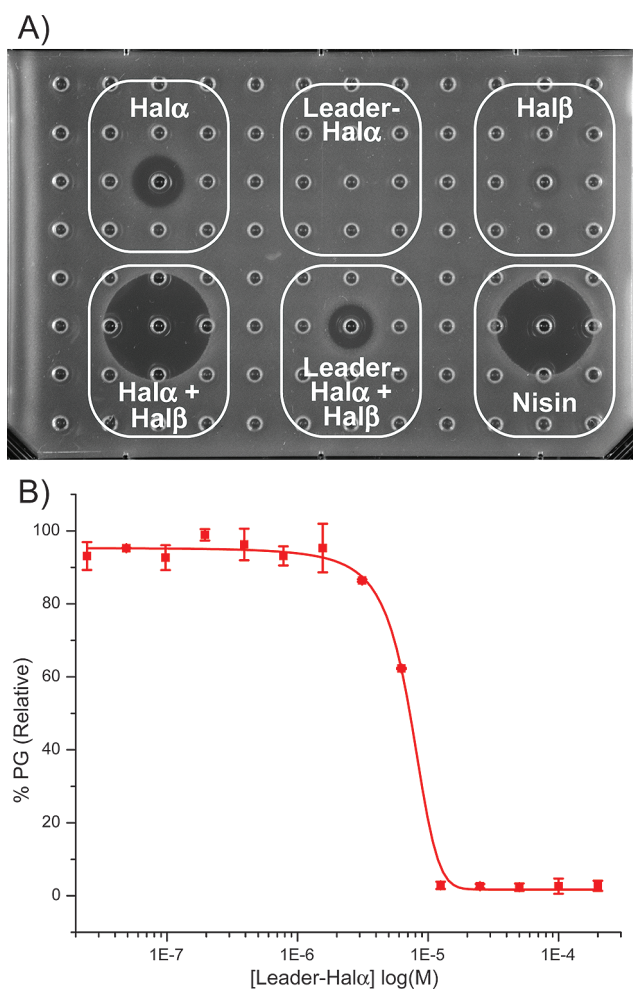 A)
Halα
Leader-
Halα
Halβ
Halα +
Halβ
Leader-
Halα +
Halβ
Nisin
B)
% PG (Relative)
100
80
60
40
20
0
1E-7
1E-6
1E-5
1E-4
[Leader-Halα] log(M)